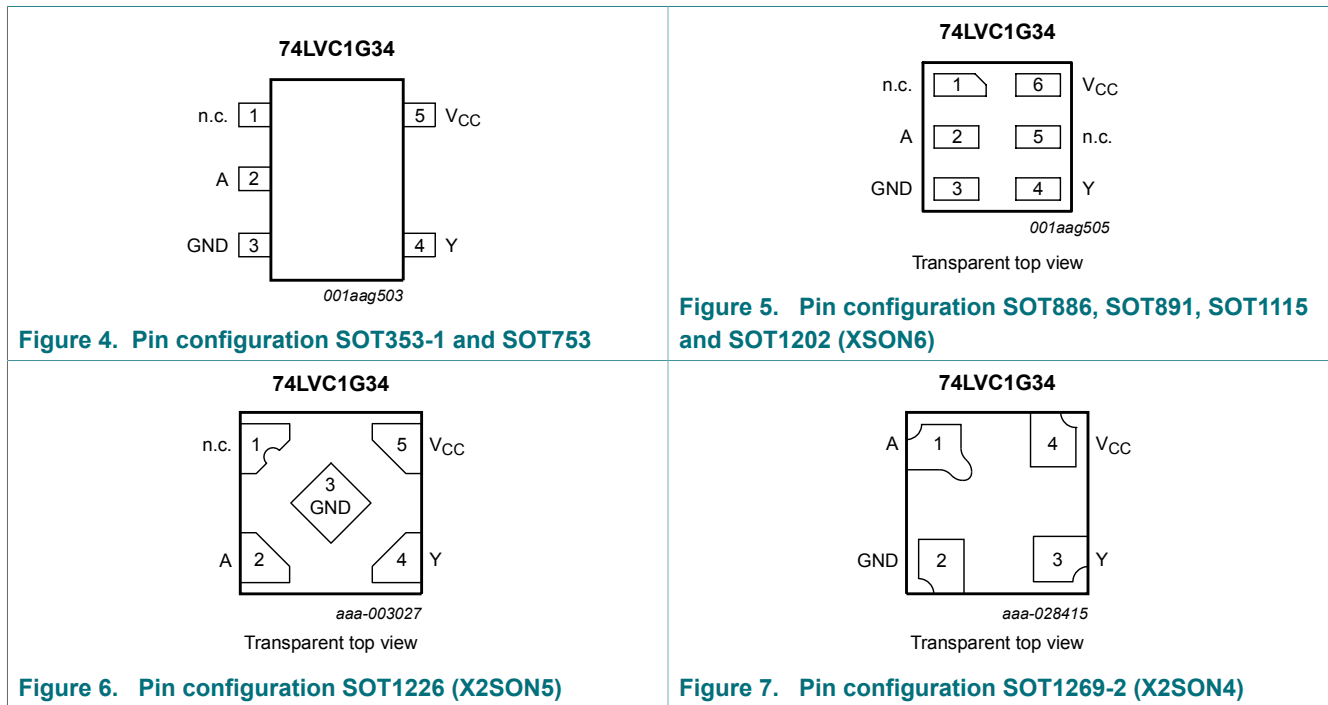 74LVC1G34
n.c. 1 5 VCC
A 2
GND 3 4 Y
001aag503
Figure 4. Pin configuration SOT353-1 and SOT753
74LVC1G34
n.c. 1 6 VCC
A 2 5 n.c.
GND 3 4 Y
001aag505
Transparent top view
Figure 5. Pin configuration SOT886, SOT891, SOT1115
and SOT1202 (XSON6)
74LVC1G34
n.c. 1 5 VCC
3
GND
A 2 4 Y
aaa-003027
Transparent top view
Figure 6. Pin configuration SOT1226 (X2SON5)
74LVC1G34
A 1 4 VCC
GND 2 3 Y
aaa-028415
Transparent top view
Figure 7. Pin configuration SOT1269-2 (X2SON4)